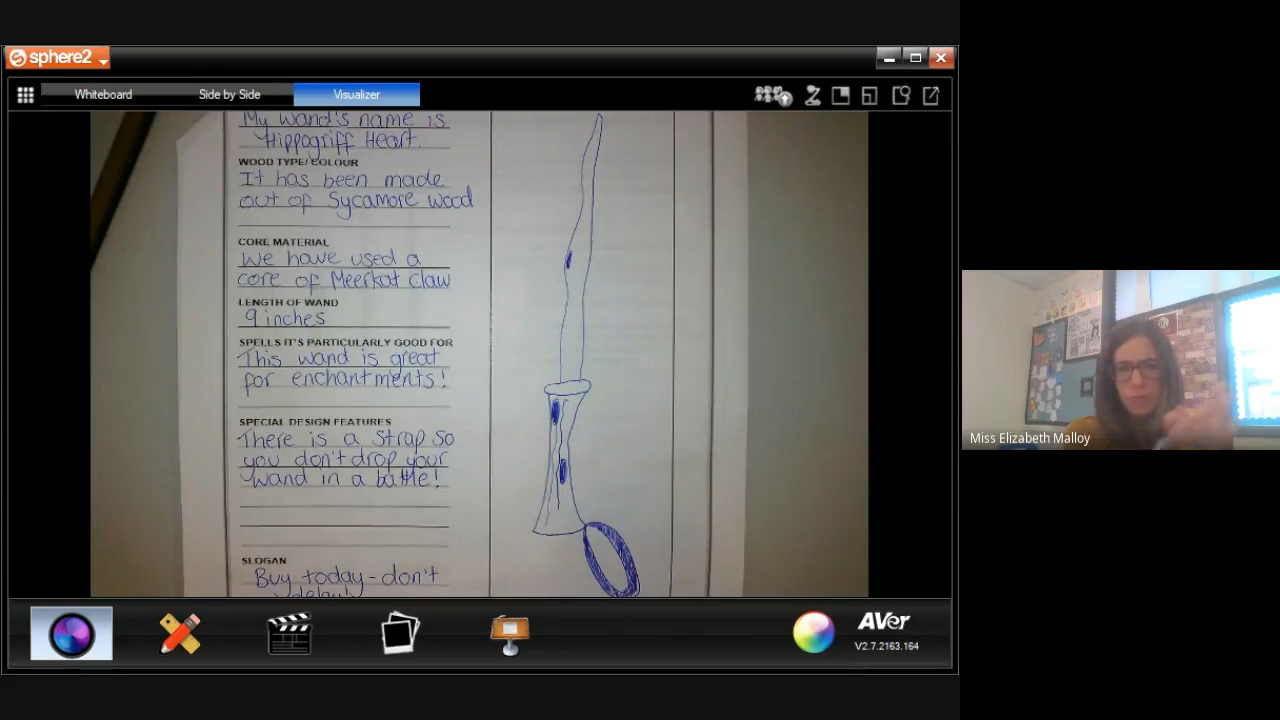 sphere2
Whiteboard
Side by Side
Visualizer
My wand's name is
Hippogriff Heart.
WOOD TYPE/ COLOUR
It has been made
out of Sycamore wood
CORE MATERIAL
We have used a
core of Meerkat Claw
LENGTH OF WAND
9 inches
SPELLS IT'S PARTICULARLY GOOD FOR
This wand is great
for enchantments!
SPECIAL DESIGN FEATURES
There is a strap so
you don't drop your
wand in a battle!
SLOGAN
Buy today - don't
delay!
AVer
V2.7.2163.164
Miss Elizabeth Malloy